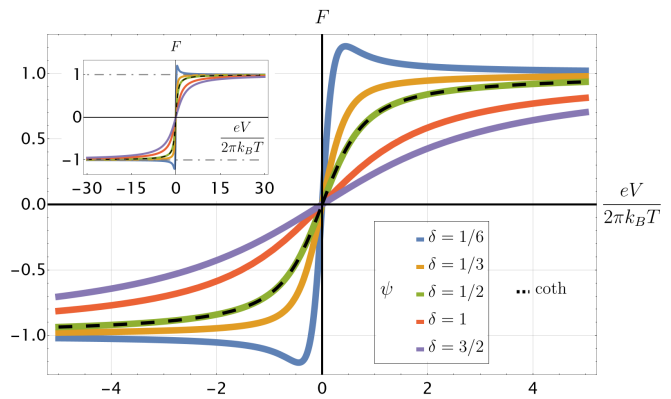 F
F
1
0
-1
-30
-15
0
15
30
eV
2πk_BT
1.0
0.5
0.0
-0.5
-1.0
eV
2πk_BT
ψ
δ = 1/6
δ = 1/3
δ = 1/2
δ = 1
δ = 3/2
coth
-4
-2
0
2
4